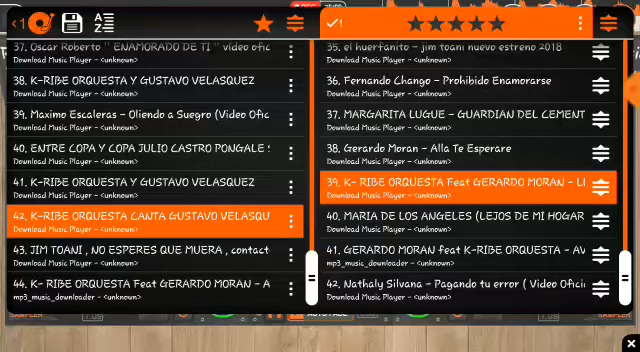 1
A
Z
1
37. Oscar Roberto " ENAMORADO DE TI " video ofic
Download Music Player - <unknown>
38. K-RIBE ORQUESTA Y GUSTAVO VELASQUEZ
Download Music Player - <unknown>
39. Maximo Escaleras - Oliendo a Suegro (Video Ofic
Download Music Player - <unknown>
40. ENTRE COPA Y COPA JULIO CASTRO PONGALE S
Download Music Player - <unknown>
41. K-RIBE ORQUESTA Y GUSTAVO VELASQUEZ
Download Music Player - <unknown>
42. K-RIBE ORQUESTA CANTA GUSTAVO VELASQU
Download Music Player - <unknown>
43. JIM TOANI , NO ESPERES QUE MUERA , contact
Download Music Player - <unknown>
44. K- RIBE ORQUESTA Feat GERARDO MORAN - A
mp3_music_downloader - <unknown>
35. el huerfanito - jim toani nuevo estreno 2018
Download Music Player - <unknown>
36. Fernando Chango - Prohibido Enamorarse
Download Music Player - <unknown>
37. MARGARITA LUGUE - GUARDIAN DEL CEMENT
Download Music Player - <unknown>
38. Gerardo Moran - Alla Te Esperare
Download Music Player - <unknown>
39. K- RIBE ORQUESTA Feat GERARDO MORAN - LI
Download Music Player - <unknown>
40. MARIA DE LOS ANGELES (LEJOS DE MI HOGAR
Download Music Player - <unknown>
41. GERARDO MORAN feat K-RIBE ORQUESTA - AV
mp3_music_downloader - <unknown>
42. Nathaly Silvana - Pagando tu error ( Video Ofici
Download Music Player - <unknown>
SAMPLER
AUTOFADE
SAMPLER